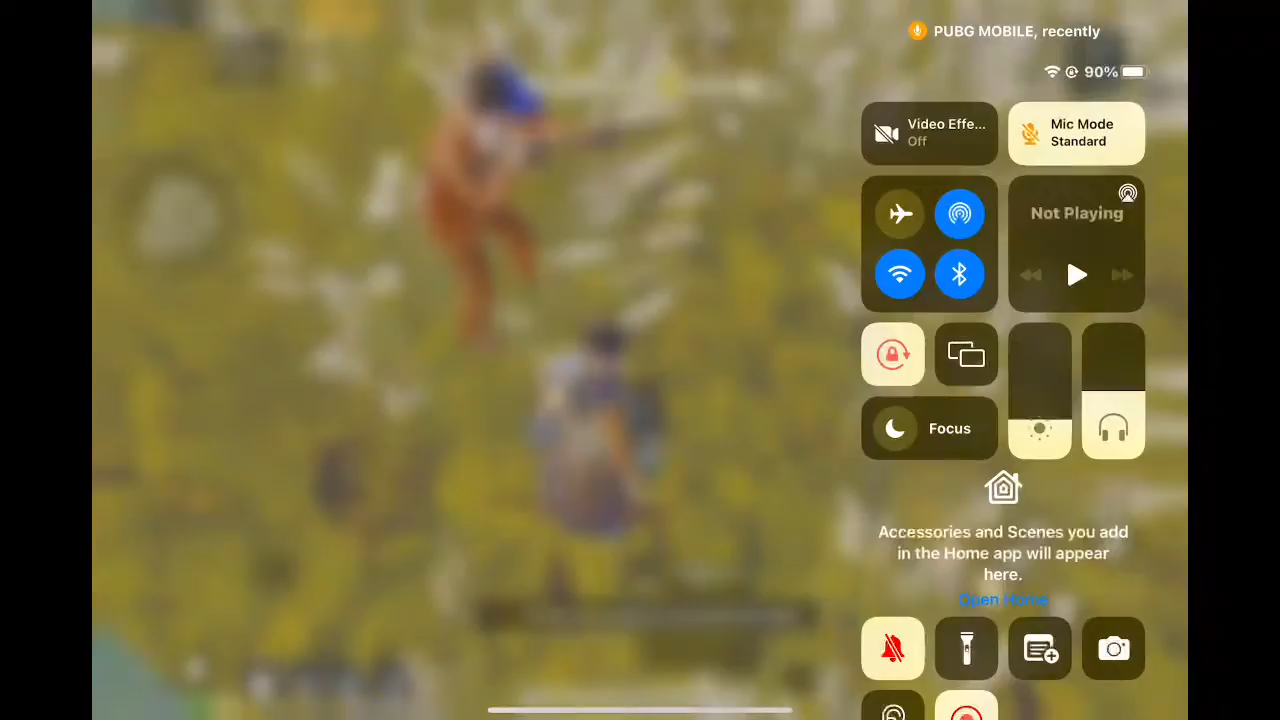 PUBG MOBILE, recently
90%
Video Effe...
Off
Mic Mode
Standard
Not Playing
Focus
Accessories and Scenes you add
in the Home app will appear
here.
Open Home